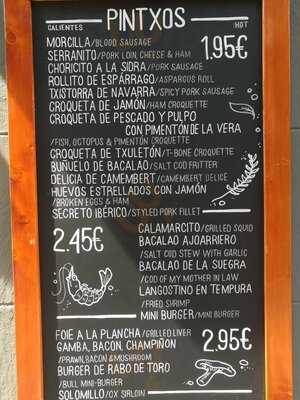 PINTXOS
CALIENTES /HOT
MORCILLA/BLOOD SAUSAGE
1,95€
SERRANITO/PORK LOIN CHEESE & HAM
CHORICITO A LA SIDRA/PORK SAUSAGE
ROLLITO DE ESPÁRRAGO/ASPARGUS ROLL
TXISTORRA DE NAVARRA/SPICY PORK SAUSAGE
CROQUETA DE JAMÓN/HAM CROQUETTE
CROQUETA DE PESCADO Y PULPO
CON PIMENTÓN DE LA VERA
/FISH, OCTOPUS & PIMENTÓN CROQUETTE
CROQUETA DE TXULETÓN/T-BONE CROQUETTE
BUÑUELO DE BACALAO/SALT COD FRITTER
DELICIA DE CAMEMBERT/CAMEMBERT DELICE
HUEVOS ESTRELLADOS CON JAMÓN
/BROKEN EGGS & HAM
SECRETO IBÉRICO/STYLED PORK FILLET
2.45€
CALAMARCITO/GRILLED SQUID
BACALAO AJOARRIERO
/SALT COD STEW WITH GARLIC
BACALAO DE LA SUEGRA
/COD OF MY MOTHER IN LAW
LANGOSTINO EN TEMPURA
/FRIED SHRIMP
MINI BURGER/MINI BURGER
FOIE A LA PLANCHA/GRILLED LIVER
2.95€
GAMBA, BACON, CHAMPIÑON
/PRAWN, BACON & MUSHROOM
BURGER DE RABO DE TORO
/BULL MINI-BURGER
SOLOMILLO/OX SIRLOIN